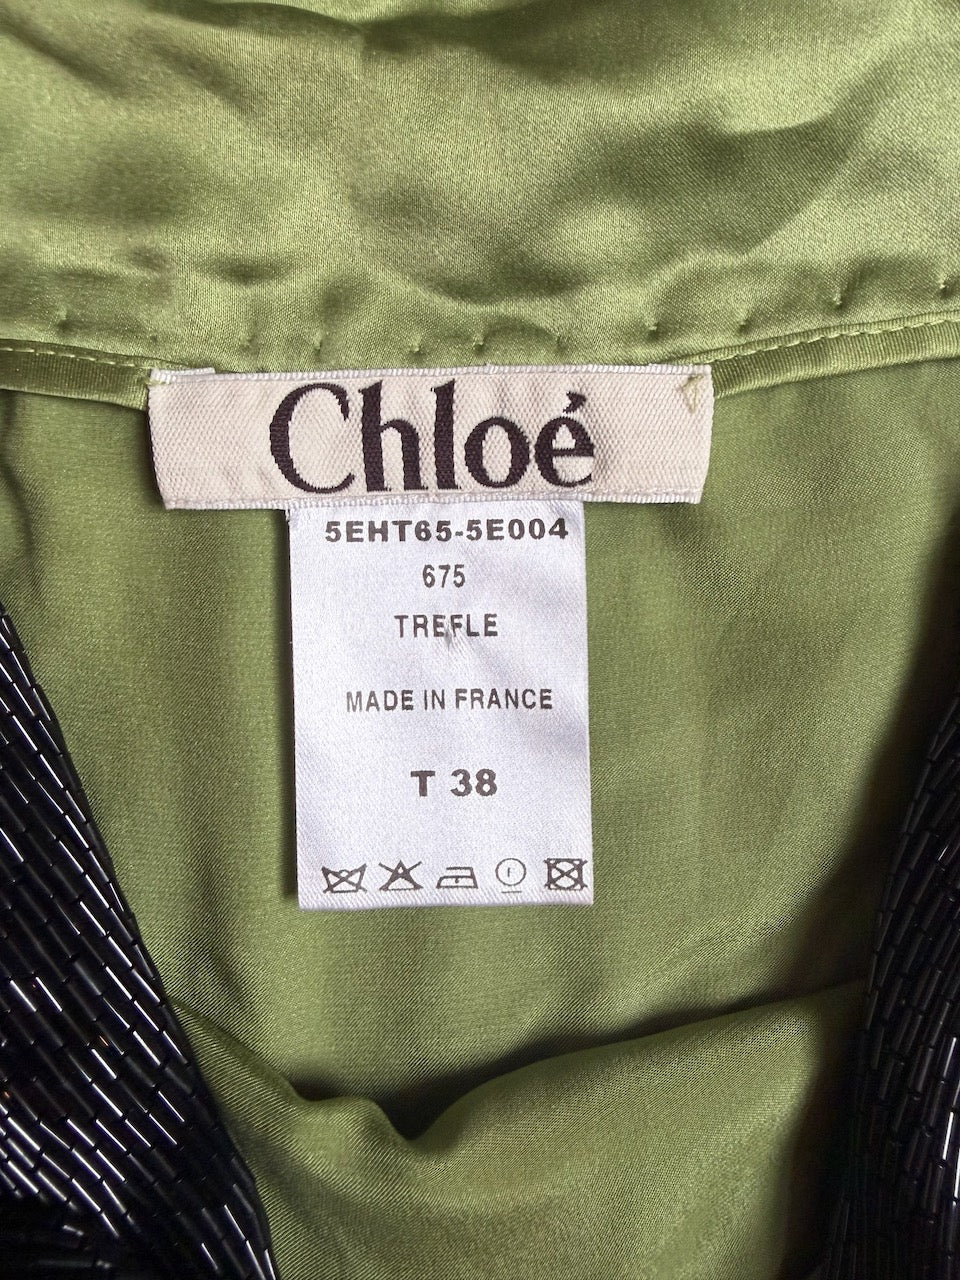 Chloé
5EHT65-5E004
675
TREFLE
MADE IN FRANCE
T 38